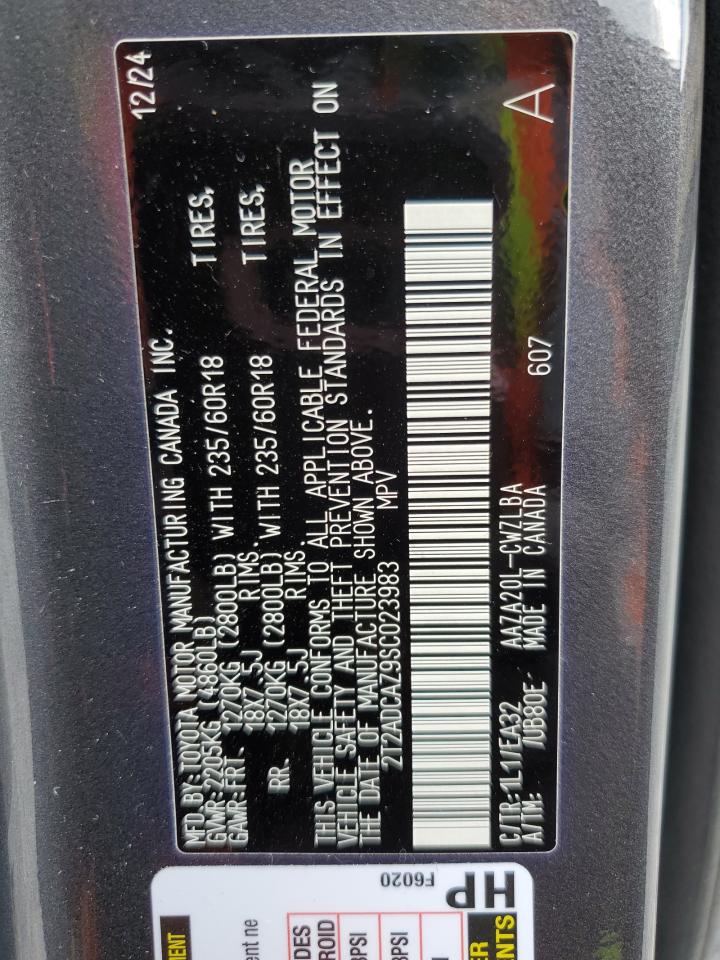 12/24
MFD. BY: TOYOTA MOTOR MANUFACTURING CANADA INC.
GVWR: 2205KG (4860LB)
GAWR: FRT- 1270KG (2800LB) WITH 235/60R18 TIRES,
18X7.5J RIMS.
RR. 1270KG (2800LB) WITH 235/60R18 TIRES,
18X7.5J RIMS.
THIS VEHICLE CONFORMS TO ALL APPLICABLE FEDERAL MOTOR
VEHICLE SAFETY AND THEFT PREVENTION STANDARDS IN EFFECT ON
THE DATE OF MANUFACTURE SHOWN ABOVE.
2T2ADCAZ9SC023983 MPV
C/TR: 1L1/EA32 AAZA20L-CWZLBA 607
A/TM: /UB80E MADE IN CANADA
A
F6020
HP